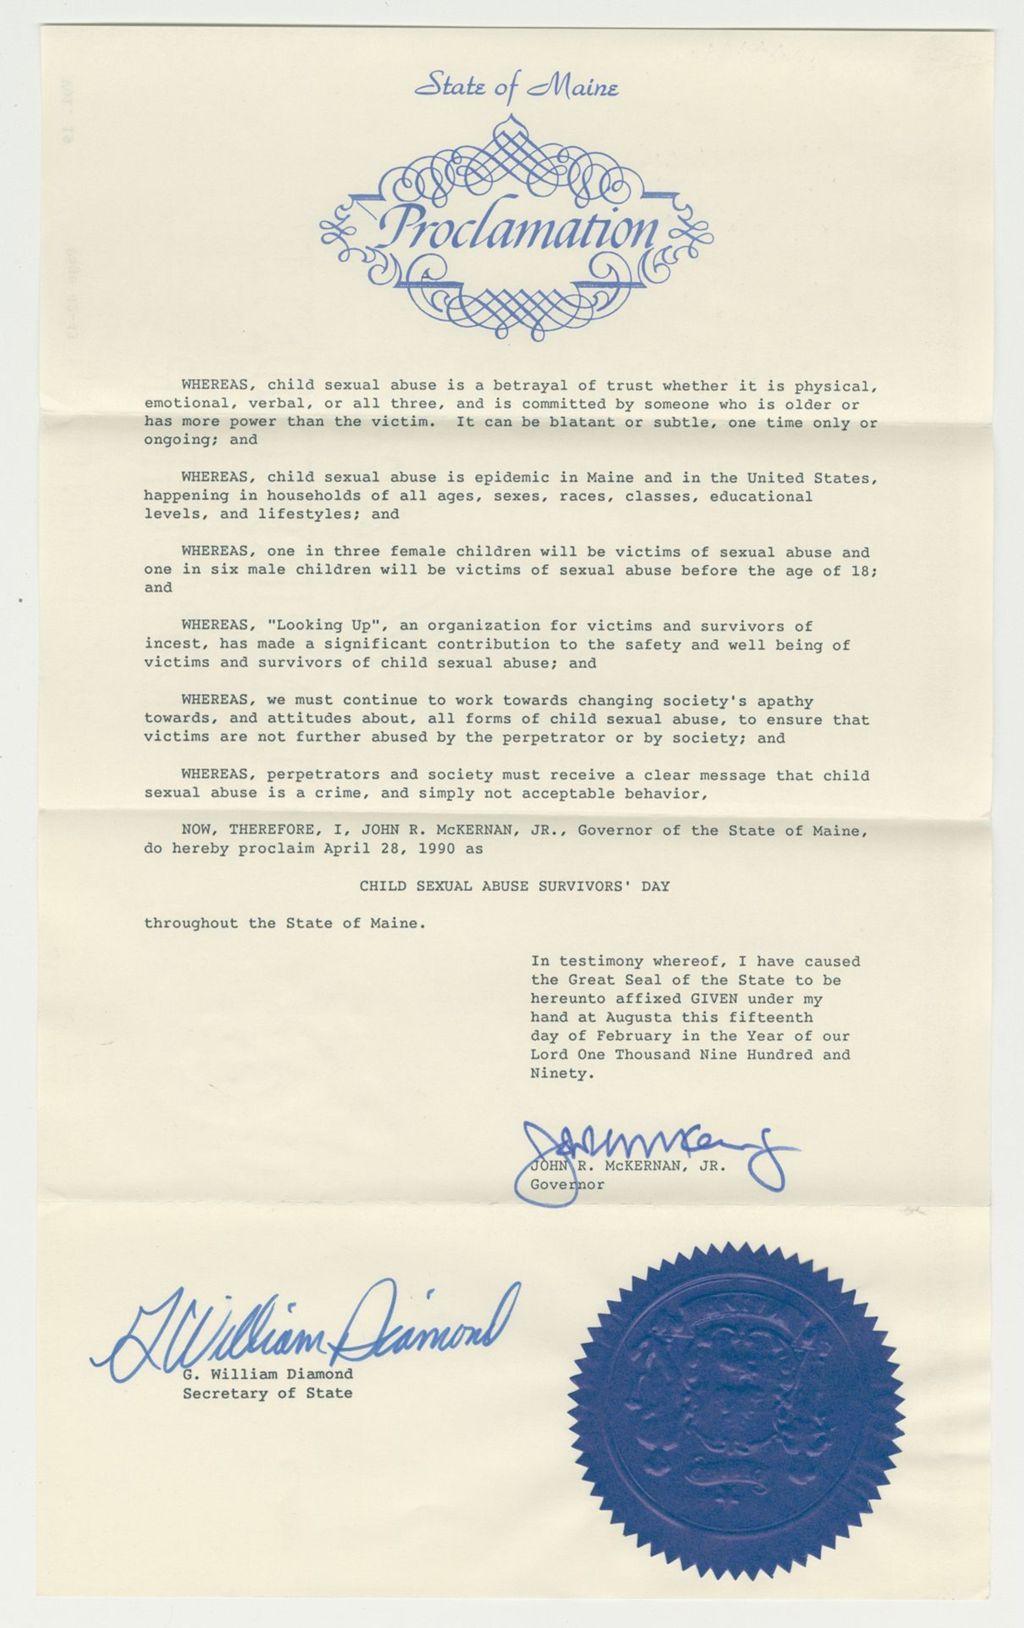 State of Maine
Proclamation
WHEREAS, child sexual abuse is a betrayal of trust whether it is physical,
emotional, verbal, or all three, and is committed by someone who is older or
has more power than the victim. It can be blatant or subtle, one time only or
ongoing; and
WHEREAS, child sexual abuse is epidemic in Maine and in the United States,
happening in households of all ages, sexes, races, classes, educational
levels, and lifestyles; and
WHEREAS, one in three female children will be victims of sexual abuse and
one in six male children will be victims of sexual abuse before the age of 18;
and
WHEREAS, "Looking Up", an organization for victims and survivors of
incest, has made a significant contribution to the safety and well being of
victims and survivors of child sexual abuse; and
WHEREAS, we must continue to work towards changing society's apathy
towards, and attitudes about, all forms of child sexual abuse, to ensure that
victims are not further abused by the perpetrator or by society; and
WHEREAS, perpetrators and society must receive a clear message that child
sexual abuse is a crime, and simply not acceptable behavior,
NOW, THEREFORE, I, JOHN R. McKERNAN, JR., Governor of the State of Maine,
do hereby proclaim April 28, 1990 as
CHILD SEXUAL ABUSE SURVIVORS' DAY
throughout the State of Maine.
In testimony whereof, I have caused
the Great Seal of the State to be
hereunto affixed GIVEN under my
hand at Augusta this fifteenth
day of February in the Year of our
Lord One Thousand Nine Hundred and
Ninety.
JOHN R. McKERNAN, JR.
Governor
G William Diamond
G. William Diamond
Secretary of State